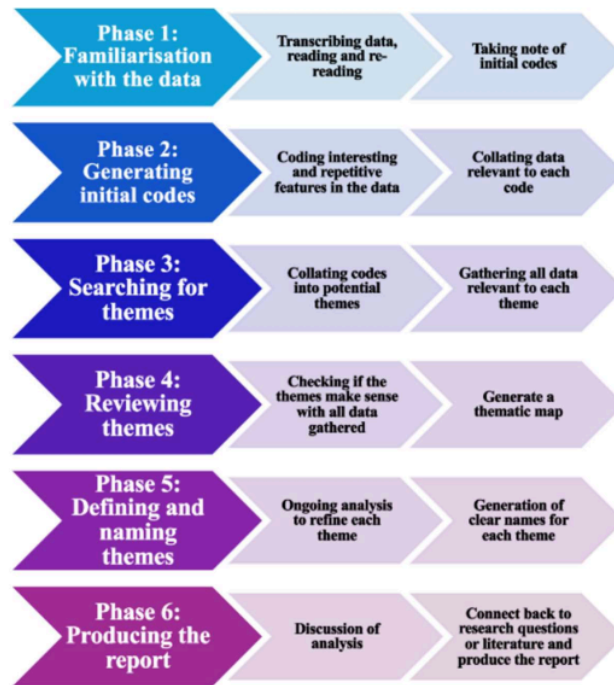 Phase 1:
Familiarisation
with the data
Transcribing data,
reading and re-
reading
Taking note of
initial codes
Phase 2:
Generating
initial codes
Coding interesting
and repetitive
features in the data
Collating data
relevant to each
code
Phase 3:
Searching for
themes
Collating codes
into potential
themes
Gathering all data
relevant to each
theme
Phase 4:
Reviewing
themes
Checking if the
themes make sense
with all data
gathered
Generate a
thematic map
Phase 5:
Defining and
naming
themes
Ongoing analysis
to refine each
theme
Generation of
clear names for
each theme
Phase 6:
Producing the
report
Discussion of
analysis
Connect back to
research questions
or literature and
produce the report